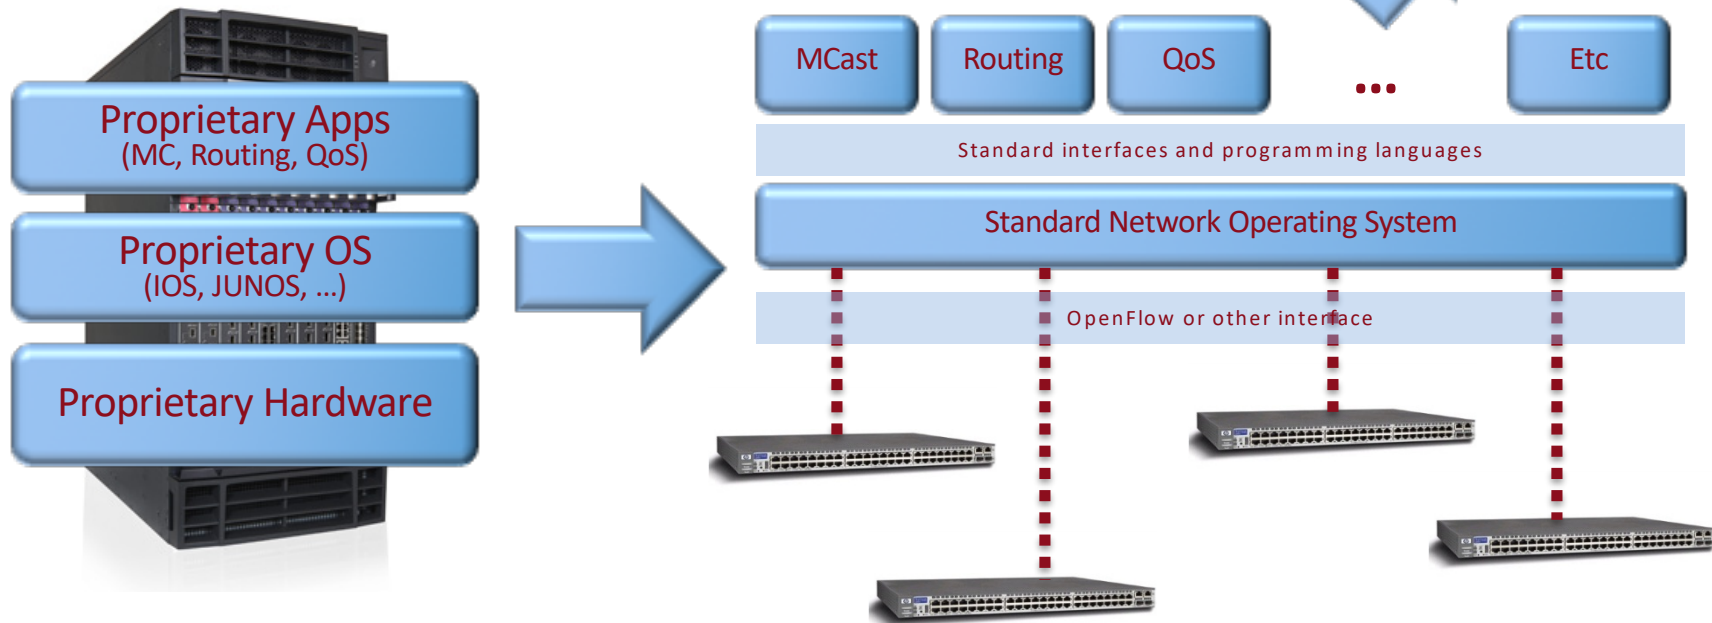 Proprietary Apps
(MC, Routing, QoS)
Proprietary OS
(IOS, JUNOS, ...)
Proprietary Hardware
MCast
Routing
QoS
...
Etc
Standard interfaces and programming languages
Standard Network Operating System
OpenFlow or other interface